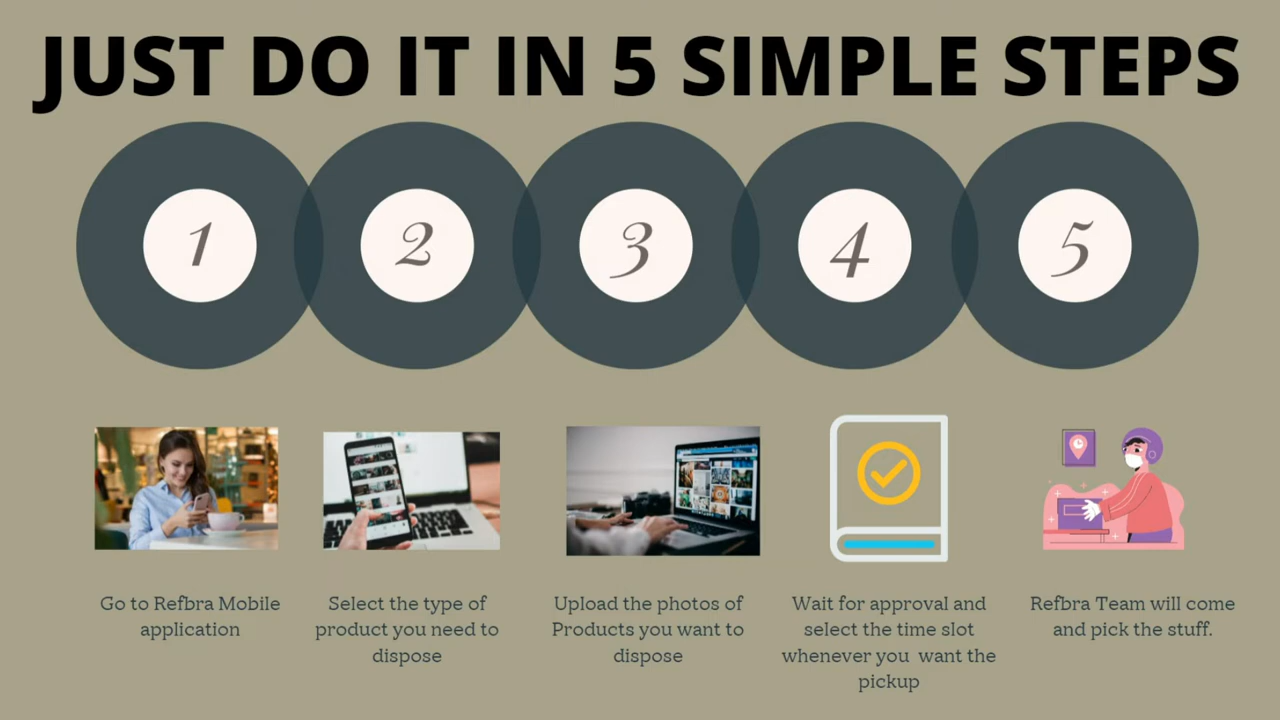 JUST DO IT IN 5 SIMPLE STEPS
1
2
3
4
5
Go to Refbra Mobile
application
Select the type of
product you need to
dispose
Upload the photos of
Products you want to
dispose
Wait for approval and
select the time slot
whenever you  want the
pickup
Refbra Team will come
and pick the stuff.